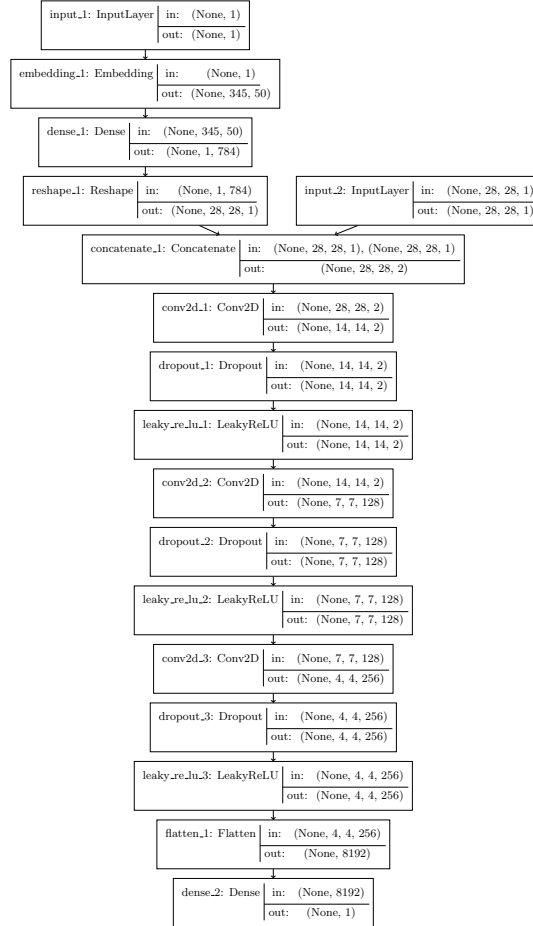 input_1: InputLayer in: (None, 1)
out: (None, 1)
embedding_1: Embedding in: (None, 1)
out: (None, 345, 50)
dense_1: Dense in: (None, 345, 50)
out: (None, 1, 784)
reshape_1: Reshape in: (None, 1, 784)
out: (None, 28, 28, 1)
input_2: InputLayer in: (None, 28, 28, 1)
out: (None, 28, 28, 1)
concatenate_1: Concatenate in: (None, 28, 28, 1), (None, 28, 28, 1)
out: (None, 28, 28, 2)
conv2d_1: Conv2D in: (None, 28, 28, 2)
out: (None, 14, 14, 2)
dropout_1: Dropout in: (None, 14, 14, 2)
out: (None, 14, 14, 2)
leaky_re_lu_1: LeakyReLU in: (None, 14, 14, 2)
out: (None, 14, 14, 2)
conv2d_2: Conv2D in: (None, 14, 14, 2)
out: (None, 7, 7, 128)
dropout_2: Dropout in: (None, 7, 7, 128)
out: (None, 7, 7, 128)
leaky_re_lu_2: LeakyReLU in: (None, 7, 7, 128)
out: (None, 7, 7, 128)
conv2d_3: Conv2D in: (None, 7, 7, 128)
out: (None, 4, 4, 256)
dropout_3: Dropout in: (None, 4, 4, 256)
out: (None, 4, 4, 256)
leaky_re_lu_3: LeakyReLU in: (None, 4, 4, 256)
out: (None, 4, 4, 256)
flatten_1: Flatten in: (None, 4, 4, 256)
out: (None, 8192)
dense_2: Dense in: (None, 8192)
out: (None, 1)